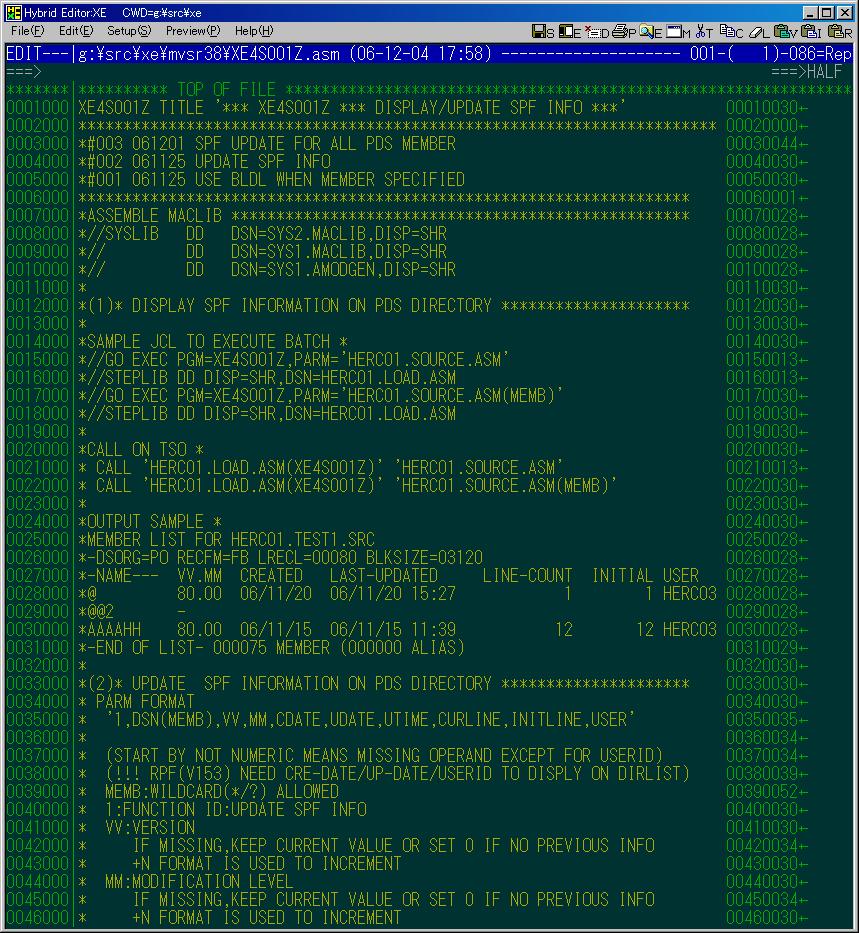 Hybrid Editor:XE CWD=g:¥src¥xe
File(F) Edit(E) Setup(S) Preview(P) Help(H) S E D P E M T C L V I R
EDIT---|g:¥src¥xe¥mvsr38¥XE4S001Z.asm (06-12-04 17:58) ----------------- 001-( 1)-086=Rep
===> ===>HALF
*******|********** TOP OF FILE ****************************************************************
0001000|XE4S001Z TITLE '*** XE4S001Z *** DISPLAY/UPDATE SPF INFO ***' 00010030←
0002000|*********************************************************************** 00020000←
0003000|*#003 061201 SPF UPDATE FOR ALL PDS MEMBER 00030044←
0004000|*#002 061125 UPDATE SPF INFO 00040030←
0005000|*#001 061125 USE BLDL WHEN MEMBER SPECIFIED 00050030←
0006000|******************************************************************** 00060001←
0007000|*ASSEMBLE MACLIB *************************************************** 00070028←
0008000|*//SYSLIB DD DSN=SYS2.MACLIB,DISP=SHR 00080028←
0009000|*// DD DSN=SYS1.MACLIB,DISP=SHR 00090028←
0010000|*// DD DSN=SYS1.AMODGEN,DISP=SHR 00100028←
0011000|* 00110030←
0012000|*(1)* DISPLAY SPF INFORMATION ON PDS DIRECTORY ********************* 00120030←
0013000|* 00130030←
0014000|*SAMPLE JCL TO EXECUTE BATCH * 00140030←
0015000|*//GO EXEC PGM=XE4S001Z,PARM='HERC01.SOURCE.ASM' 00150013←
0016000|*//STEPLIB DD DISP=SHR,DSN=HERC01.LOAD.ASM 00160013←
0017000|*//GO EXEC PGM=XE4S001Z,PARM='HERC01.SOURCE.ASM(MEMB)' 00170030←
0018000|*//STEPLIB DD DISP=SHR,DSN=HERC01.LOAD.ASM 00180030←
0019000|* 00190030←
0020000|*CALL ON TSO * 00200030←
0021000|* CALL 'HERC01.LOAD.ASM(XE4S001Z)' 'HERC01.SOURCE.ASM' 00210013←
0022000|* CALL 'HERC01.LOAD.ASM(XE4S001Z)' 'HERC01.SOURCE.ASM(MEMB)' 00220030←
0023000|* 00230030←
0024000|*OUTPUT SAMPLE * 00240030←
0025000|*MEMBER LIST FOR HERC01.TEST1.SRC 00250028←
0026000|*-DSORG=PO RECFM=FB LRECL=00080 BLKSIZE=03120 00260028←
0027000|*-NAME--- VV.MM CREATED LAST-UPDATED LINE-COUNT INITIAL USER 00270028←
0028000|*@ 80.00 06/11/20 06/11/20 15:27 1 1 HERC03 00280028←
0029000|*@@2 - 00290028←
0030000|*AAAAHH 80.00 06/11/15 06/11/15 11:39 12 12 HERC03 00300028←
0031000|*-END OF LIST- 000075 MEMBER (000000 ALIAS) 00310029←
0032000|* 00320030←
0033000|*(2)* UPDATE SPF INFORMATION ON PDS DIRECTORY ********************* 00330030←
0034000|* PARM FORMAT 00340030←
0035000|* '1,DSN(MEMB),VV,MM,CDATE,UDATE,UTIME,CURLINE,INITLINE,USER' 00350035←
0036000|* 00360034←
0037000|* (START BY NOT NUMERIC MEANS MISSING OPERAND EXCEPT FOR USERID) 00370034←
0038000|* (!!! RPF(V153) NEED CRE-DATE/UP-DATE/USERID TO DISPLY ON DIRLIST) 00380039←
0039000|* MEMB:WILDCARD(*/?) ALLOWED 00390052←
0040000|* 1:FUNCTION ID:UPDATE SPF INFO 00400030←
0041000|* VV:VERSION 00410030←
0042000|* IF MISSING,KEEP CURRENT VALUE OR SET 0 IF NO PREVIOUS INFO 00420034←
0043000|* +N FORMAT IS USED TO INCREMENT 00430030←
0044000|* MM:MODIFICATION LEVEL 00440030←
0045000|* IF MISSING,KEEP CURRENT VALUE OR SET 0 IF NO PREVIOUS INFO 00450034←
0046000|* +N FORMAT IS USED TO INCREMENT 00460030←